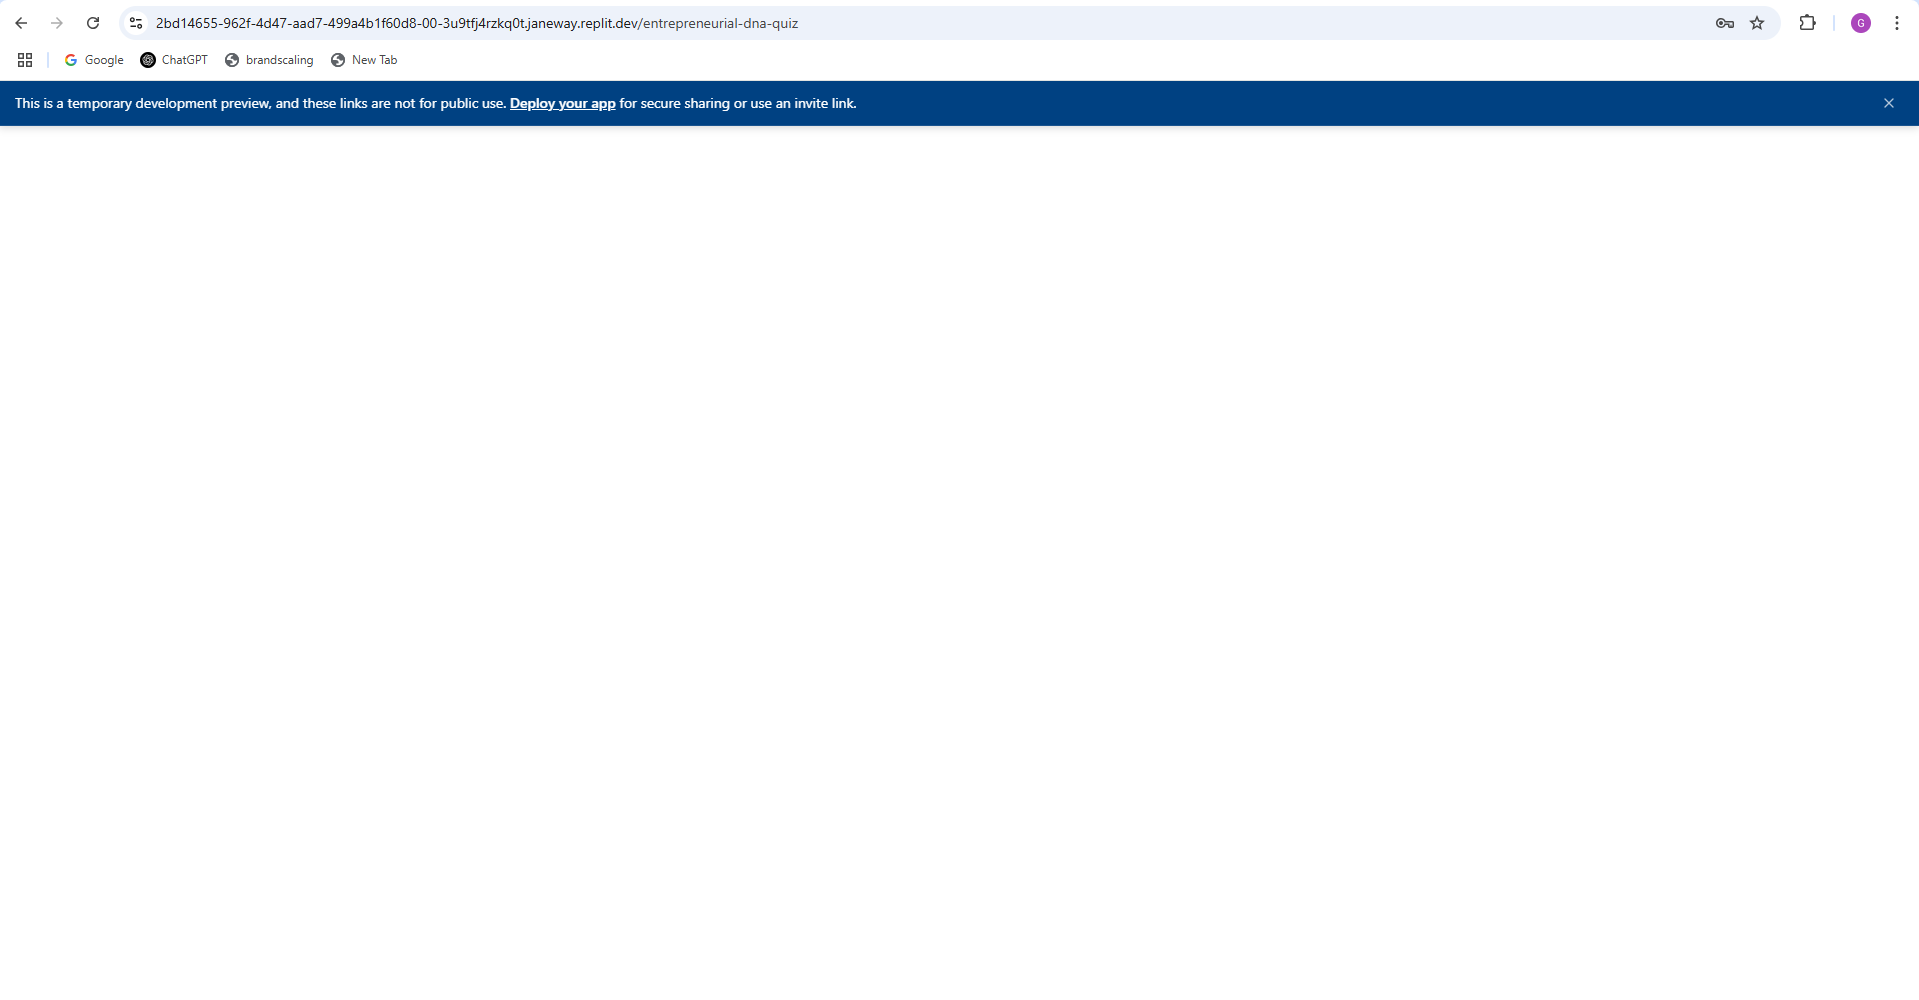 2bd14655-962f-4d47-aad7-499a4b1f60d8-00-3u9tfj4rzkq0t.janeway.replit.dev/entrepreneurial-dna-quiz
G
Google ChatGPT brandscaling New Tab
This is a temporary development preview, and these links are not for public use. Deploy your app for secure sharing or use an invite link.